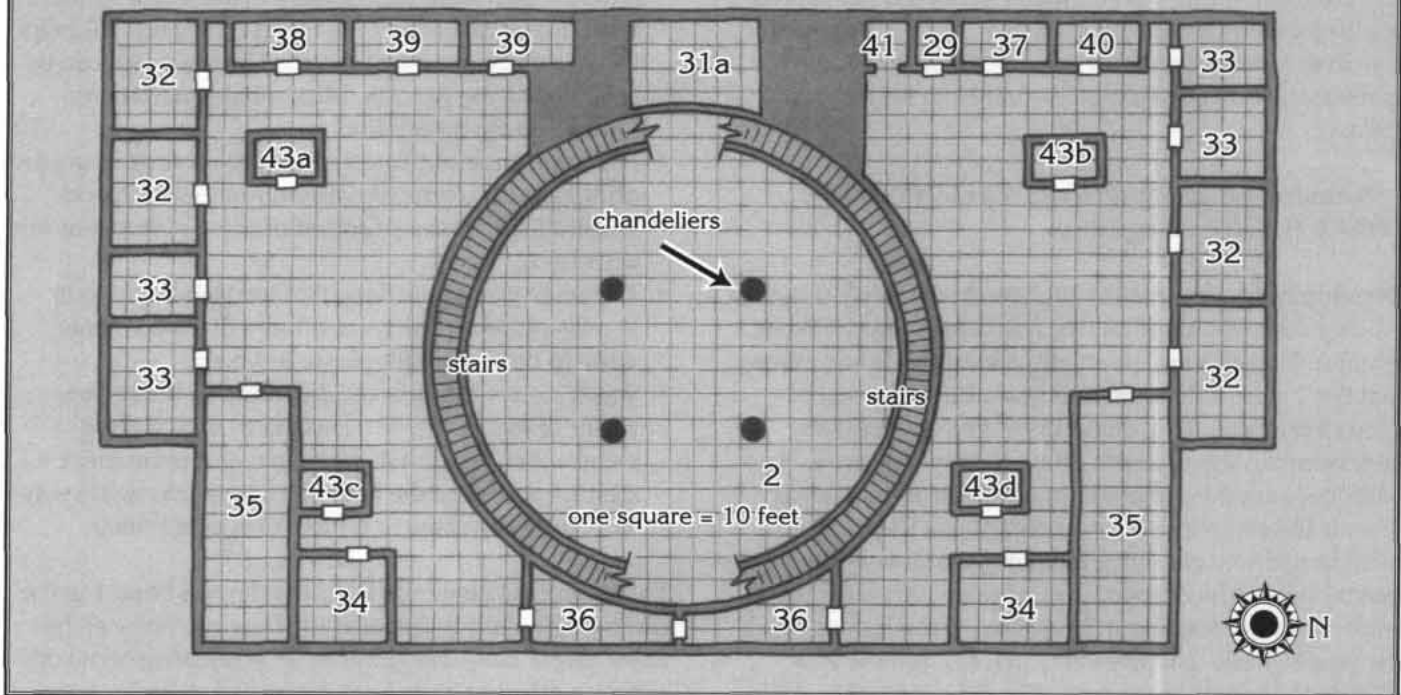 38 39 39 31a 41 29 37 40
32 33
43a 43b 33
32
chandeliers
32
33
33 stairs stairs 32
43c 2 43d
35 one square = 10 feet 35
34 36 36 34
N